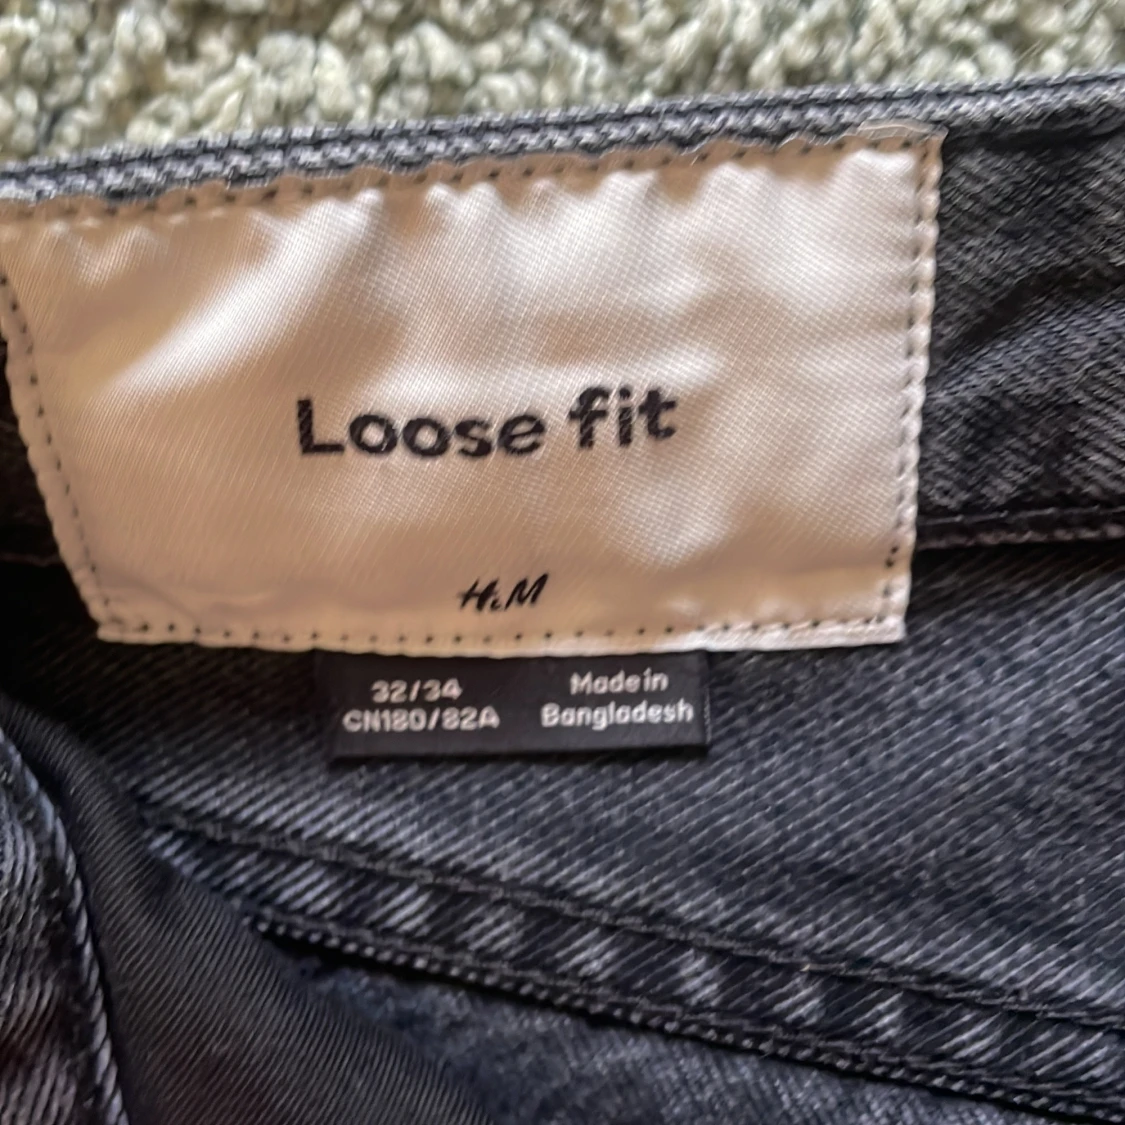 Loose fit
H&M
32/34
CN180/82A
Made in
Bangladesh